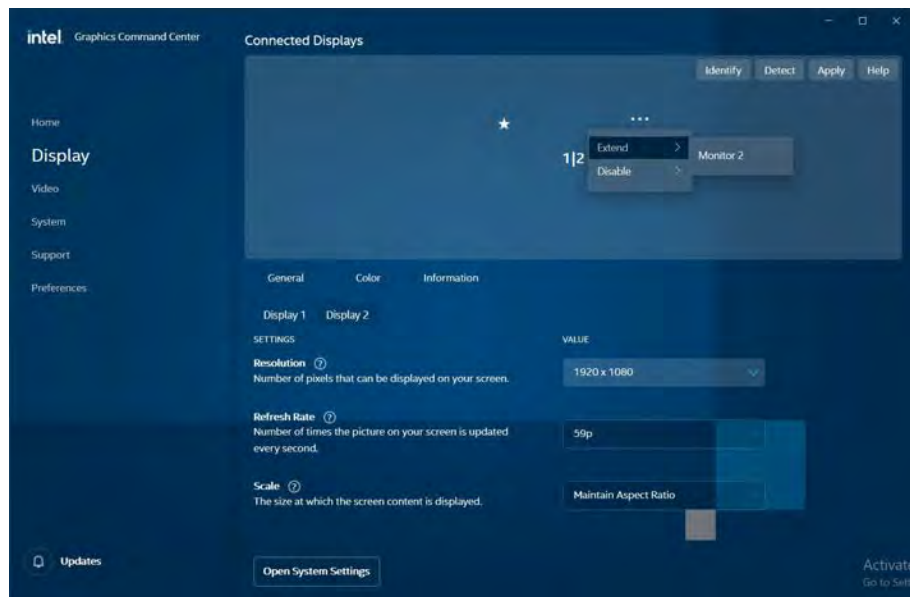 intel. Graphics Command Center
Connected Displays
Identify Detect Apply Help
Home
Display
Video
System
Support
Preferences
1|2
Extend
Monitor 2
Disable
General Color Information
Display 1 Display 2
SETTINGS VALUE
Resolution ?
Number of pixels that can be displayed on your screen.
1920 x 1080
Refresh Rate ?
Number of times the picture on your screen is updated
every second.
59p
Scale ?
The size at which the screen content is displayed.
Maintain Aspect Ratio
Updates
Open System Settings
Activate
Go to Sett